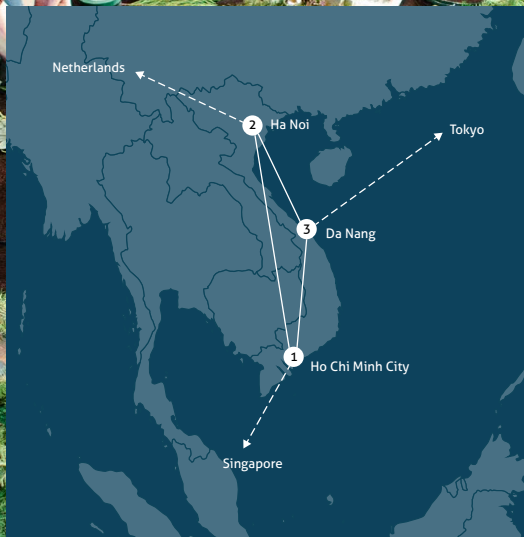 Netherlands
2 Ha Noi
Tokyo
3 Da Nang
1
Ho Chi Minh City
Singapore